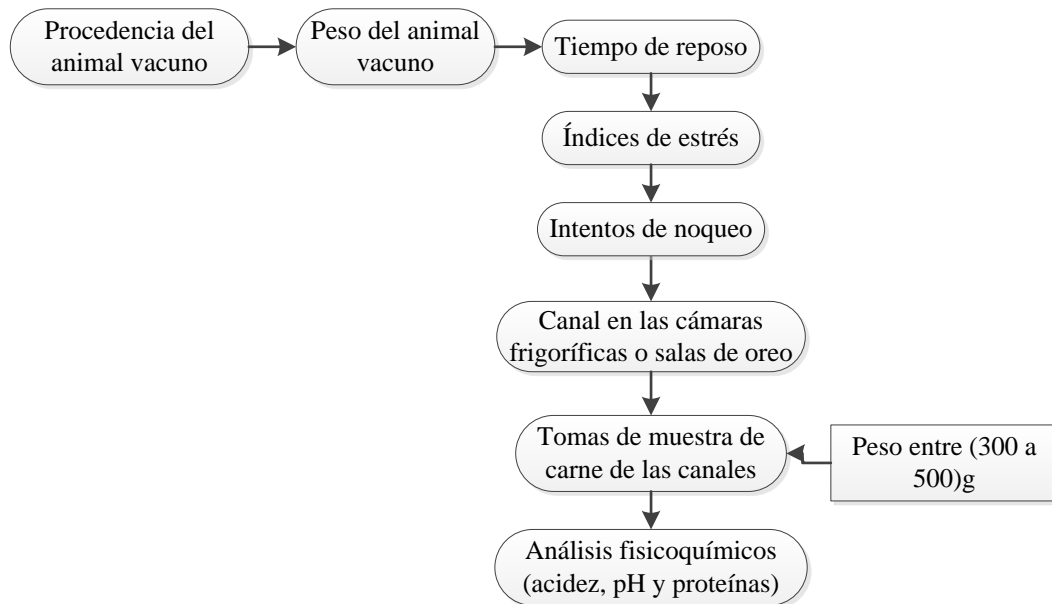 Procedencia del
animal vacuno
Peso del animal
vacuno
Tiempo de reposo
Índices de estrés
Intentos de noqueo
Canal en las cámaras
frigoríficas o salas de oreo
Tomas de muestra de
carne de las canales
Peso entre (300 a
500)g
Análisis fisicoquímicos
(acidez, pH y proteínas)